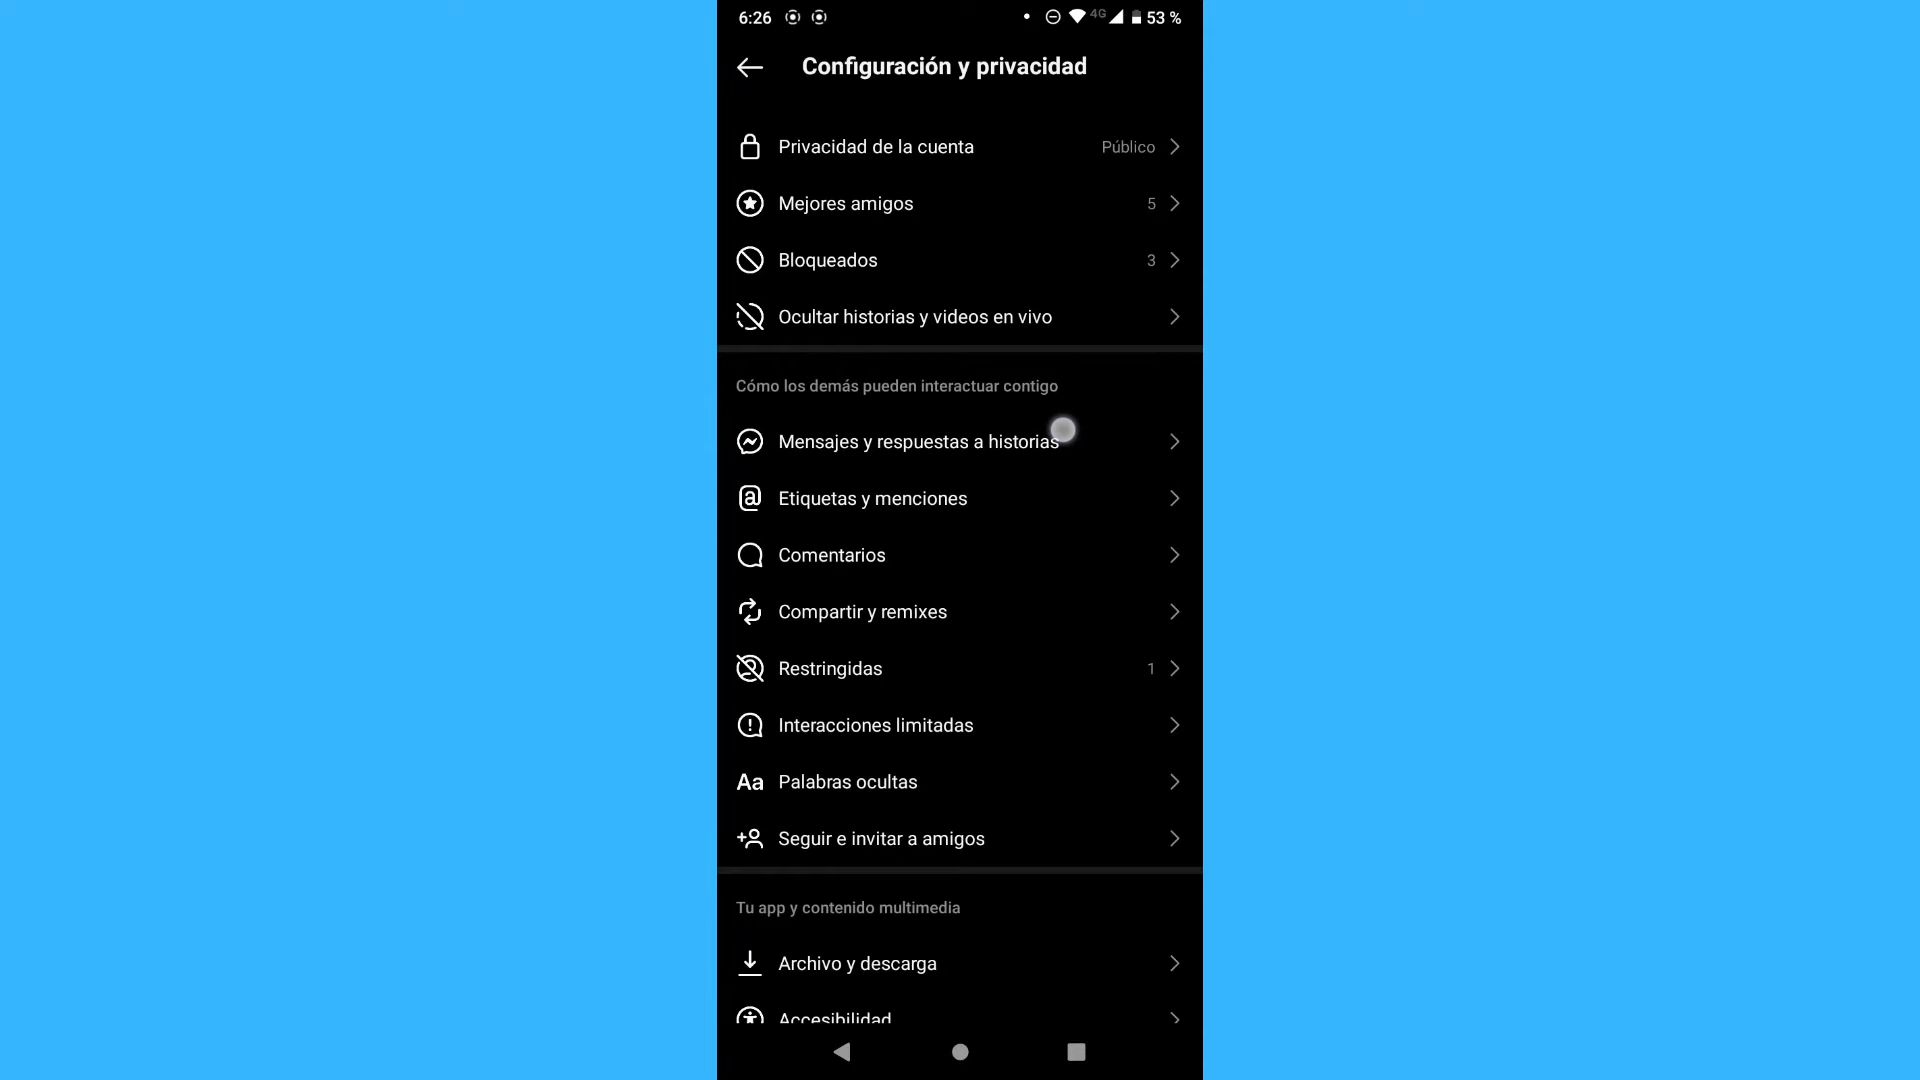 6:26 4G 53 %
Configuración y privacidad
Privacidad de la cuenta Público
Mejores amigos 5
Bloqueados 3
Ocultar historias y videos en vivo
Cómo los demás pueden interactuar contigo
Mensajes y respuestas a historias
Etiquetas y menciones
Comentarios
Compartir y remixes
Restringidas 1
Interacciones limitadas
Aa Palabras ocultas
Seguir e invitar a amigos
Tu app y contenido multimedia
Archivo y descarga
Accesibilidad